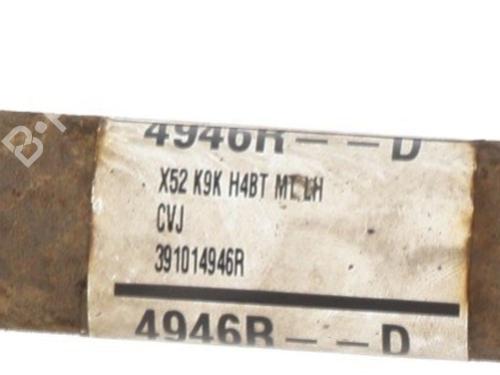 4946R--D
X52 K9K H4BT MT LH
CVJ
391014946R
4946R--D